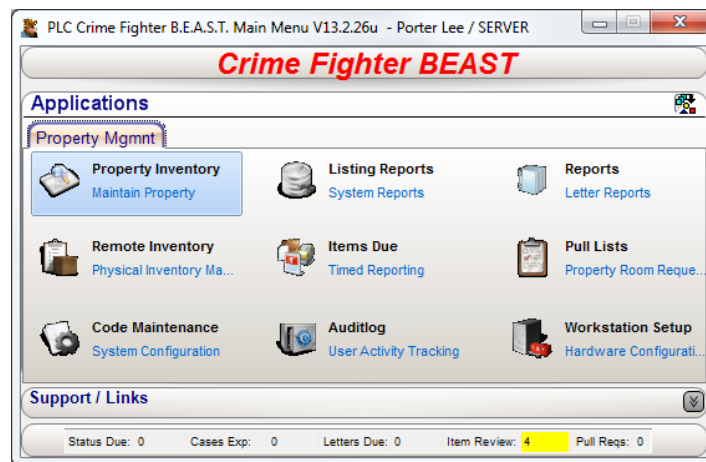 PLC Crime Fighter B.E.A.S.T. Main Menu V13.2.26u - Porter Lee / SERVER
Crime Fighter BEAST
Applications
Property Mgmnt
Property Inventory
Maintain Property
Listing Reports
System Reports
Reports
Letter Reports
Remote Inventory
Physical Inventory Ma...
Items Due
Timed Reporting
Pull Lists
Property Room Reque...
Code Maintenance
System Configuration
Auditlog
User Activity Tracking
Workstation Setup
Hardware Configurati...
Support / Links
Status Due: 0 Cases Exp: 0 Letters Due: 0 Item Review: 4 Pull Reqs: 0